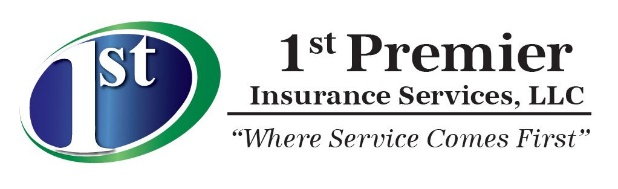 1st
1st Premier
Insurance Services, LLC
“Where Service Comes First”